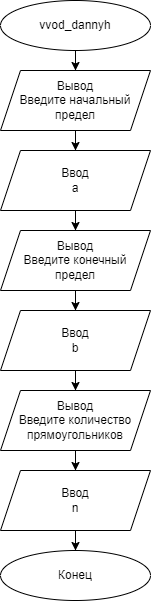 vvod_dannyh
Вывод
Введите начальный
предел
Ввод
a
Вывод
Введите конечный
предел
Ввод
b
Вывод
Введите количество
прямоугольников
Ввод
n
Конец